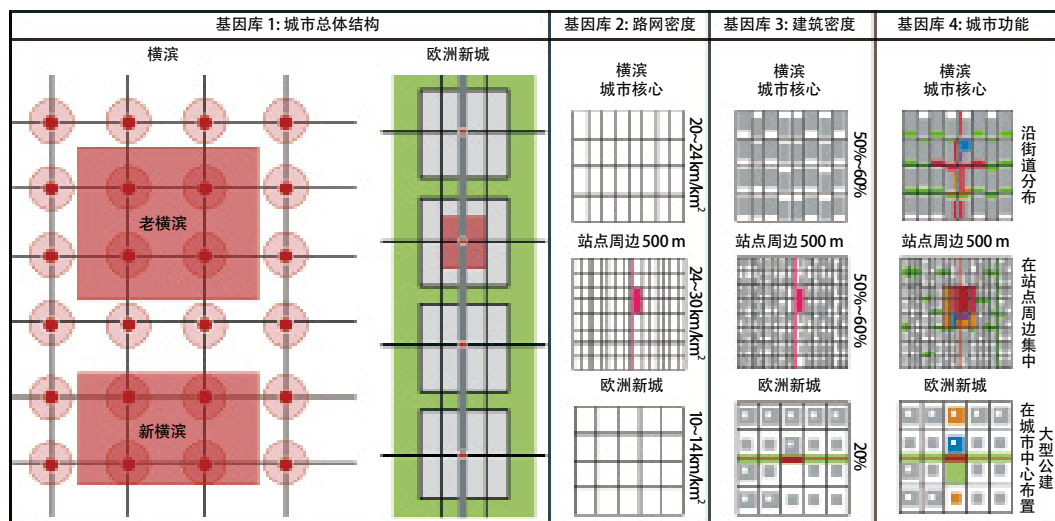 基因库 1: 城市总体结构
横滨
欧洲新城
老横滨
新横滨
基因库 2: 路网密度
横滨
城市核心
20~24 km/km²
站点周边 500 m
24~30 km/km²
欧洲新城
10~14 km/km²
基因库 3: 建筑密度
横滨
城市核心
50%~60%
站点周边 500 m
50%~60%
欧洲新城
20%
基因库 4: 城市功能
横滨
城市核心
沿街道分布
站点周边 500 m
在站点周边集中
欧洲新城
大型公建
在城市中心布置